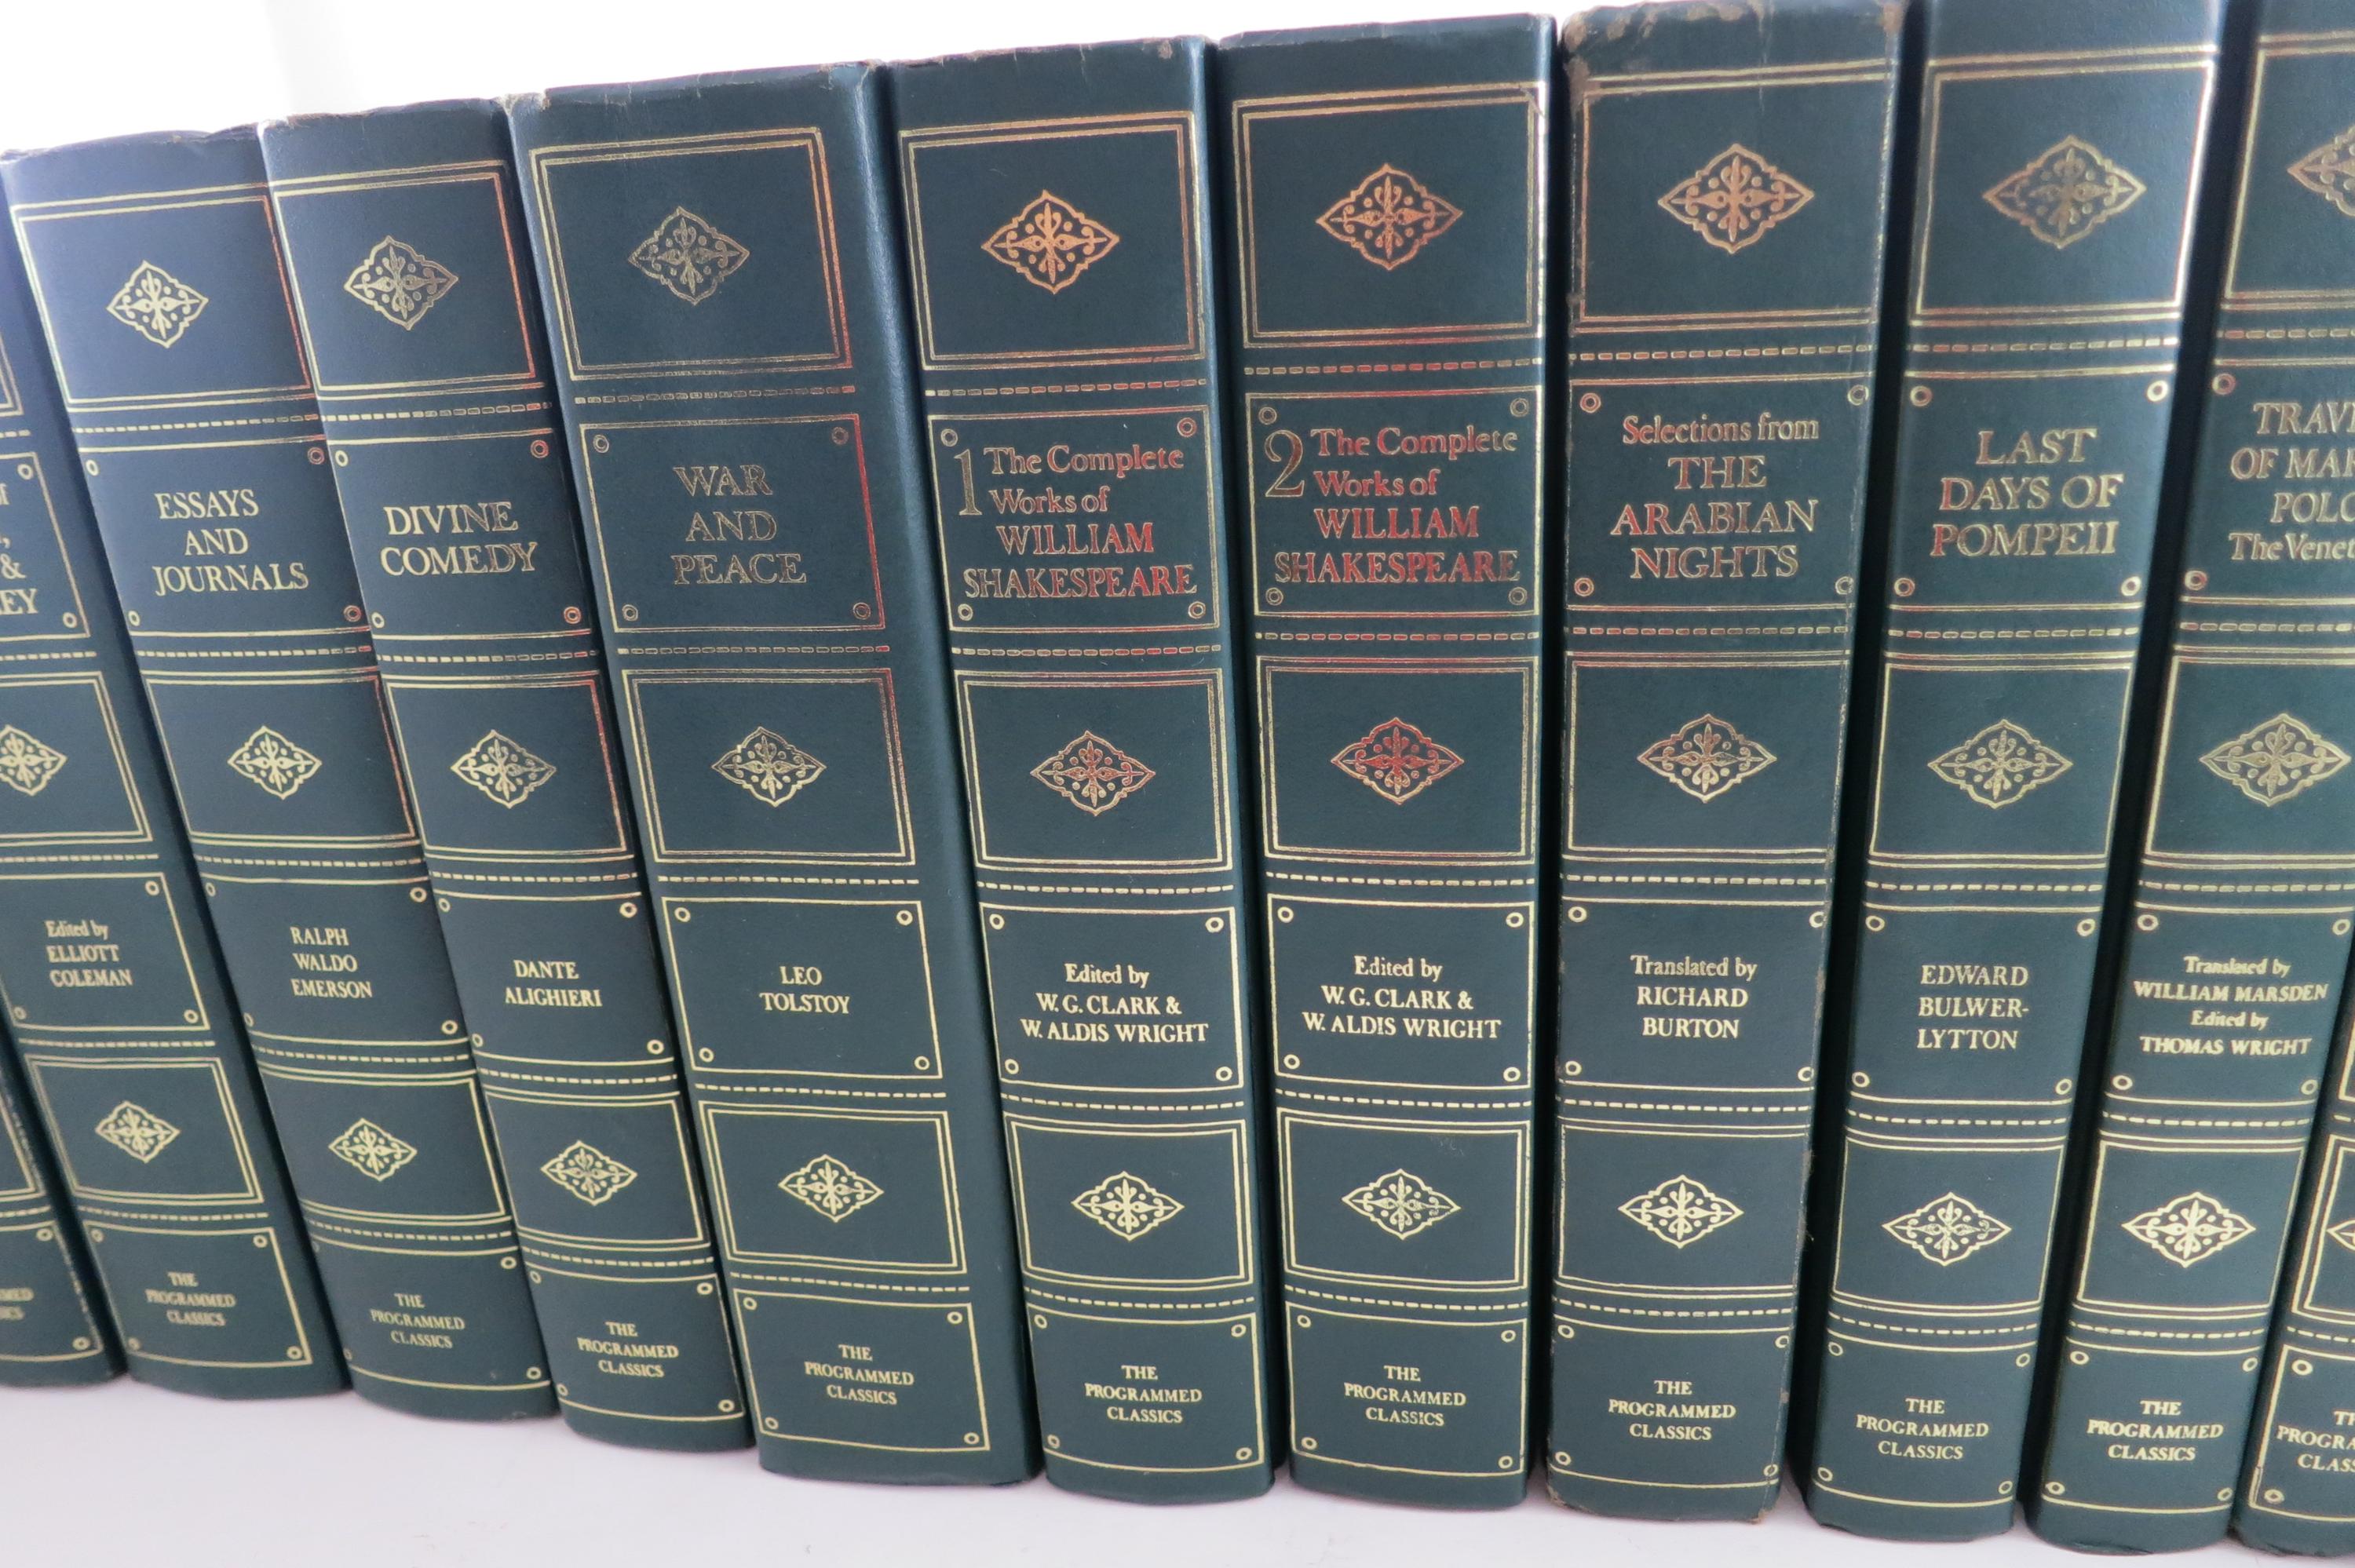 &
Edited by
ELLIOTT
COLEMAN
ESSAYS
AND
JOURNALS
RALPH
WALDO
EMERSON
THE
PROGRAMMED
CLASSICS
DIVINE
COMEDY
DANTE
ALIGHIERI
THE
PROGRAMMED
CLASSICS
WAR
AND
PEACE
LEO
TOLSTOY
THE
PROGRAMMED
CLASSICS
1 The Complete
Works of
WILLIAM
SHAKESPEARE
Edited by
W. G. CLARK &
W. ALDIS WRIGHT
THE
PROGRAMMED
CLASSICS
2 The Complete
Works of
WILLIAM
SHAKESPEARE
Edited by
W. G. CLARK &
W. ALDIS WRIGHT
THE
PROGRAMMED
CLASSICS
Selections from
THE
ARABIAN
NIGHTS
Translated by
RICHARD
BURTON
THE
PROGRAMMED
CLASSICS
LAST
DAYS OF
POMPEII
EDWARD
BULWER-
LYTTON
THE
PROGRAMMED
CLASSICS
OF
The
Translated by
WILLIAM MARSDEN
Edited by
THOMAS WRIGHT
THE
PROGRAMMED
CLASSICS
THE
PROGRAMMED
CLASSICS